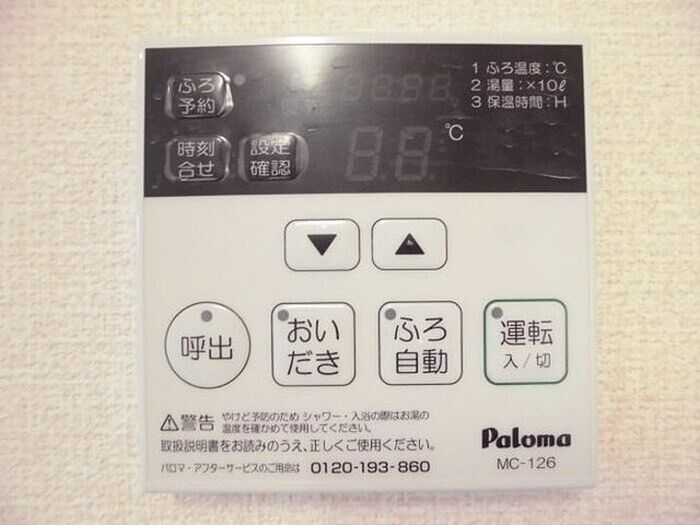 ふろ
予約
1 ふろ温度:℃
2 湯量:×10ℓ
3 保温時間:H
時刻
合せ
設定
確認
℃
▼
▲
呼出
おい
だき
ふろ
自動
運転
入/切
警告
やけど予防のため シャワー・入浴の際はお湯の
温度を確かめて使用してください。
取扱説明書をお読みのうえ、正しくご使用ください。
パロマ・アフターサービスのご用命は 0120-193-860
Paloma
MC-126